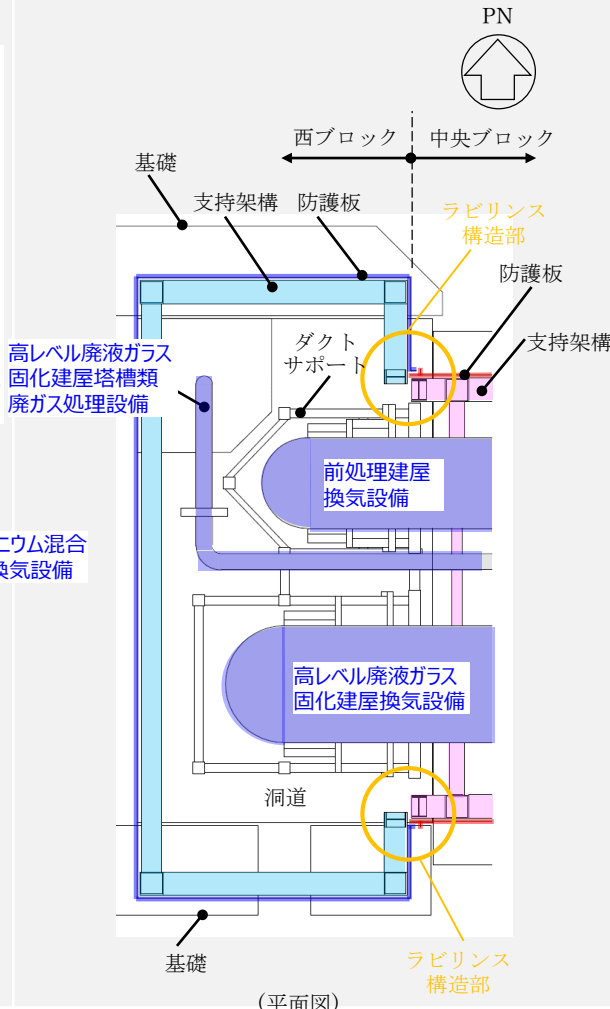 PN
西ブロック 中央ブロック
基礎
支持架構 防護板
ラビリンス
構造部
防護板
支持架構
ダクト
サポート
高レベル廃液ガラス
固化建屋塔槽類
廃ガス処理設備
前処理建屋
換気設備
ニウム混合
換気設備
高レベル廃液ガラス
固化建屋換気設備
洞道
基礎
ラビリンス
構造部
(平面図)